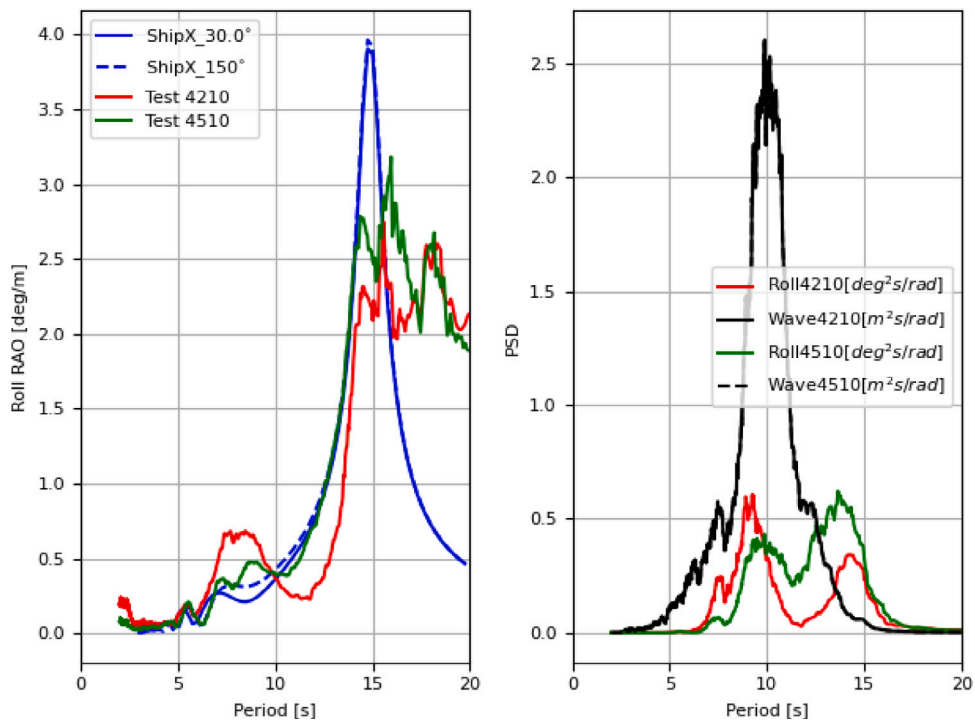 4.0
3.5
3.0
2.5
2.0
1.5
1.0
0.5
0.0
Roll RAO [deg/m]
ShipX_30.0°
ShipX_150°
Test 4210
Test 4510
0 5 10 15 20
Period [s]
2.5
2.0
1.5
1.0
0.5
0.0
PSD
Roll4210[deg²s/rad]
Wave4210[m²s/rad]
Roll4510[deg²s/rad]
Wave4510[m²s/rad]
0 5 10 15 20
Period [s]